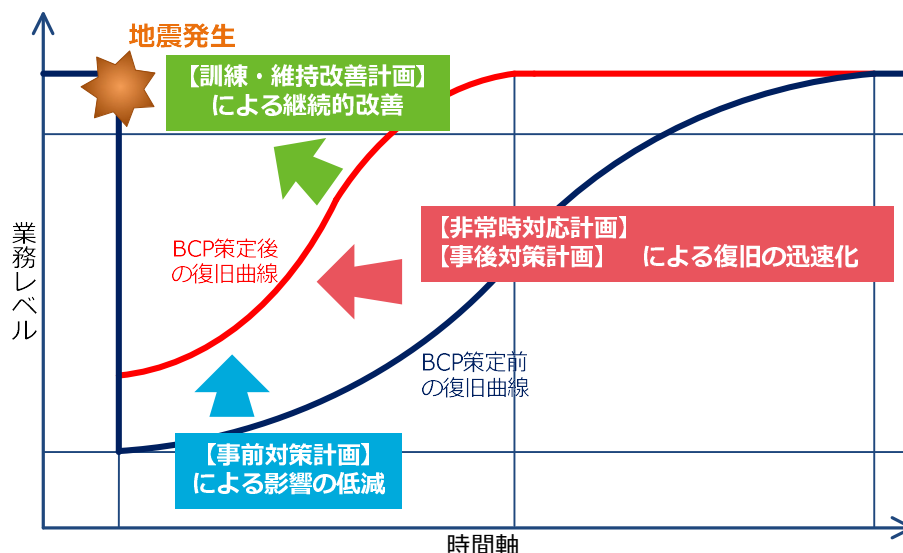 地震発生
【訓練・維持改善計画】
による継続的改善
業務レベル
BCP策定後
の復旧曲線
【非常時対応計画】
【事後対策計画】 による復旧の迅速化
BCP策定前
の復旧曲線
【事前対策計画】
による影響の低減
時間軸